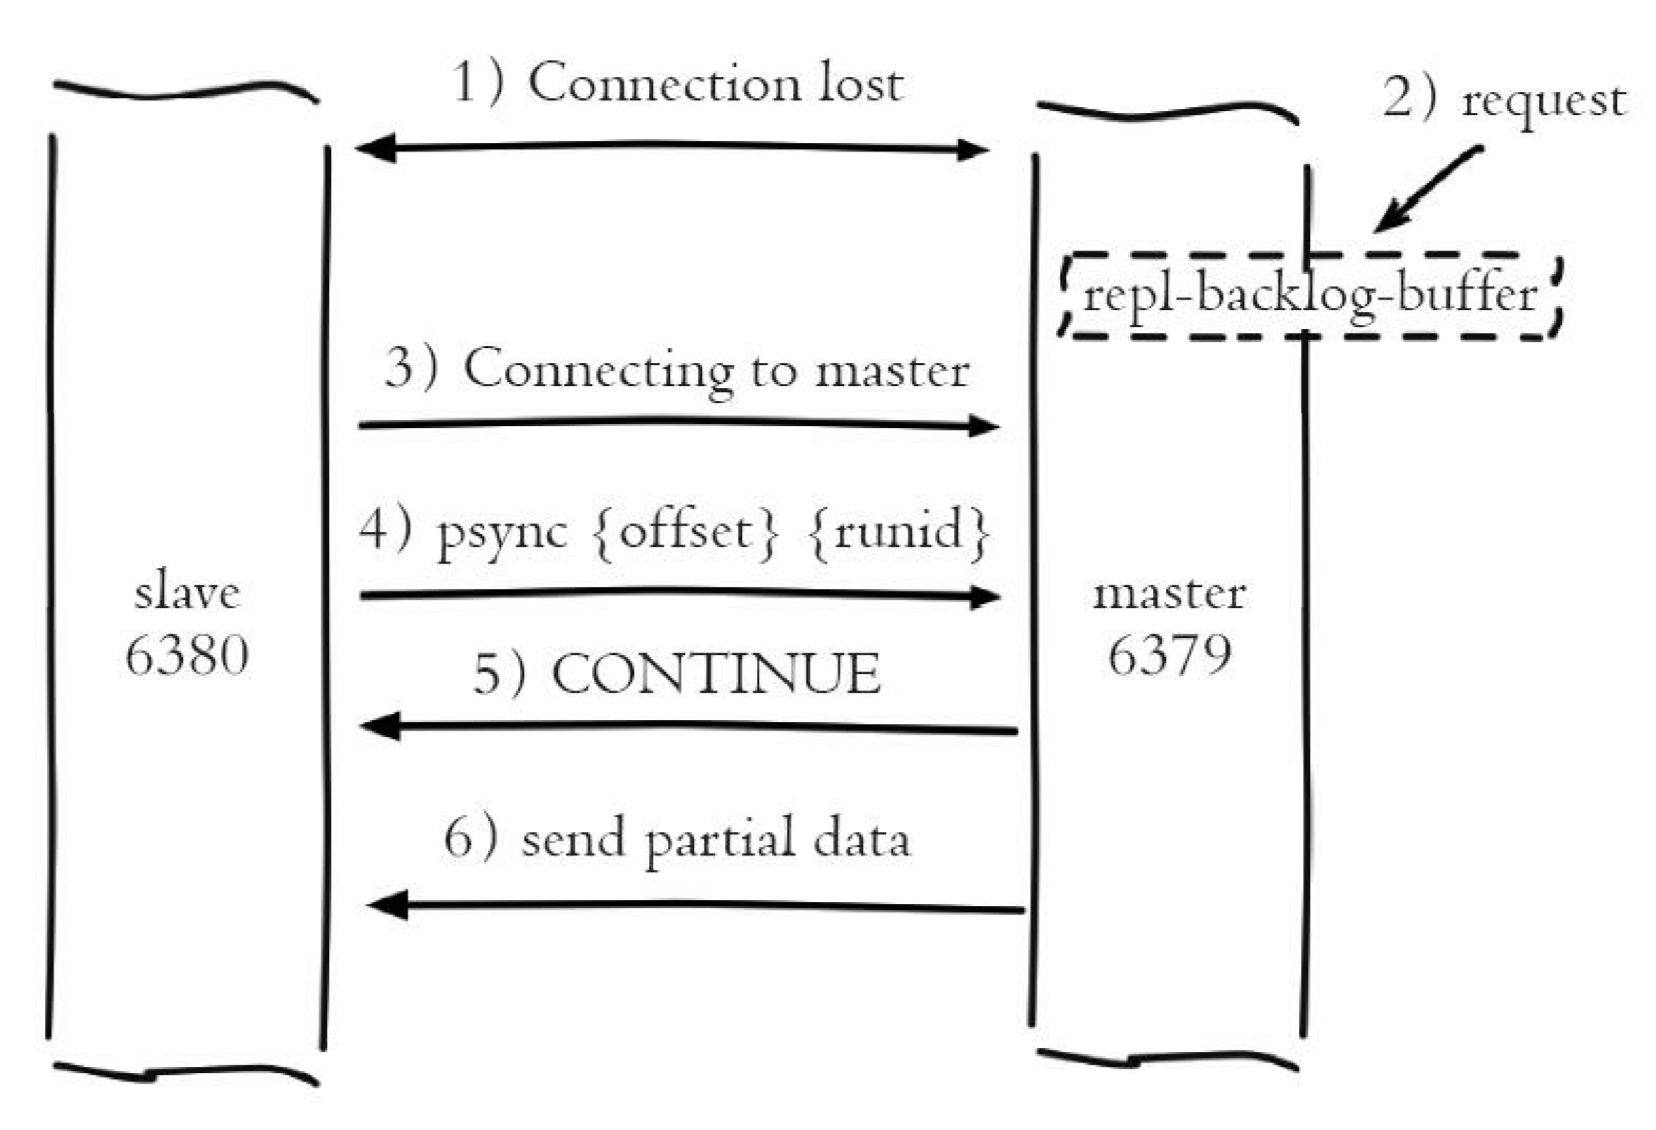 1) Connection lost
2) request
repl-backlog-buffer
3) Connecting to master
4) psync {offset} {runid}
slave
6380
master
6379
5) CONTINUE
6) send partial data